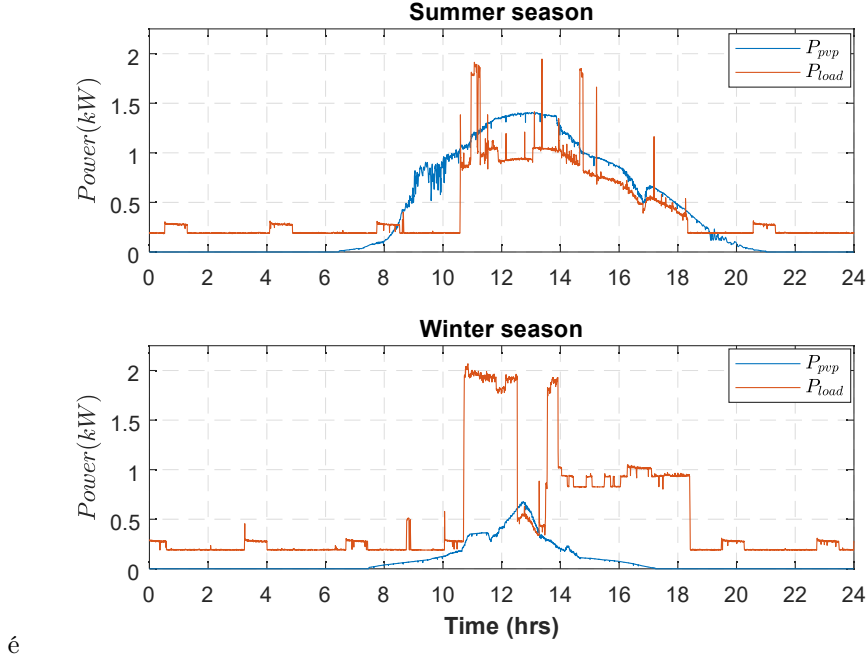 Summer season
Power(kW)
2
1.5
1
0.5
0
P_pvp
P_load
0 2 4 6 8 10 12 14 16 18 20 22 24
Winter season
Power(kW)
2
1.5
1
0.5
0
P_pvp
P_load
0 2 4 6 8 10 12 14 16 18 20 22 24
Time (hrs)
é